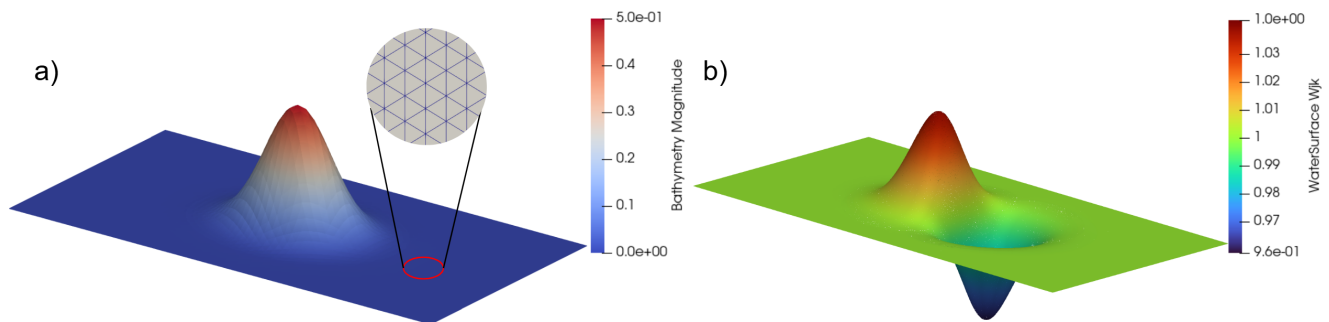 a)
5.0e-01
0.4
0.3
0.2
0.1
0.0e+00
Bathymetry Magnitude
b)
1.0e+00
1.03
1.02
1.01
1
0.99
0.98
0.97
9.6e-01
WaterSurface Wjk